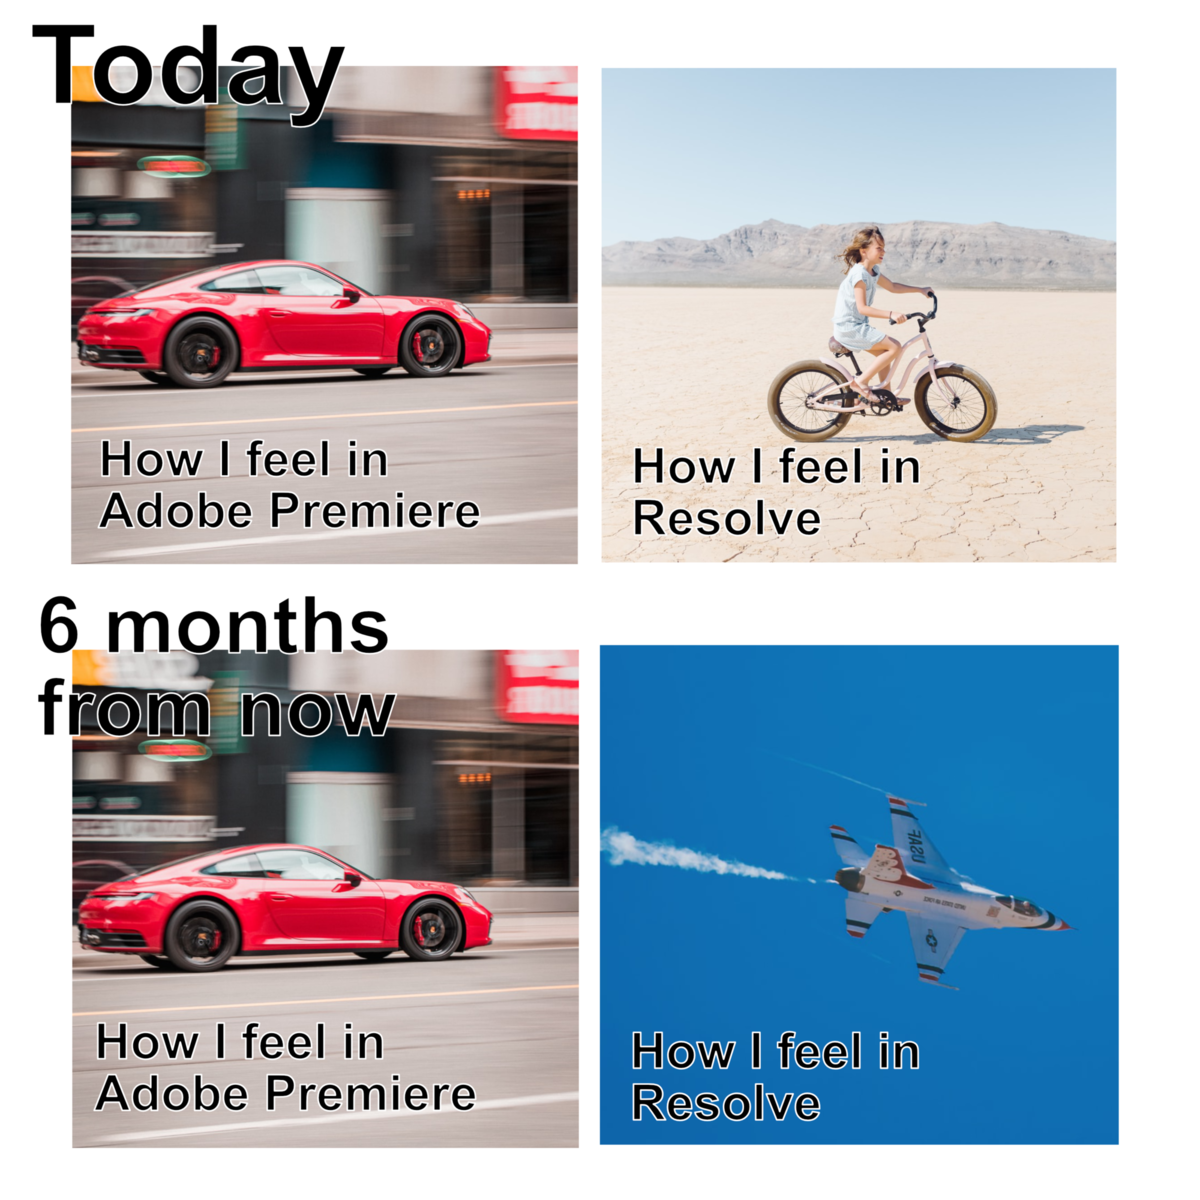 Today
How I feel in
Adobe Premiere
How I feel in
Resolve
6 months
from now
How I feel in
Adobe Premiere
USAF
How I feel in
Resolve